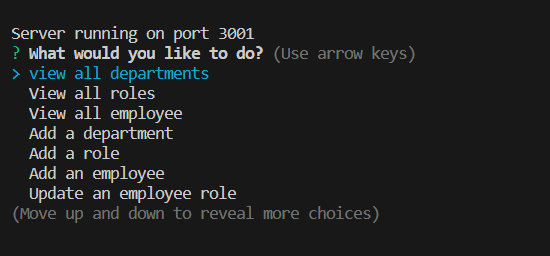 Server running on port 3001
? What would you like to do? (Use arrow keys)
> view all departments
View all roles
View all employee
Add a department
Add a role
Add an employee
Update an employee role
(Move up and down to reveal more choices)